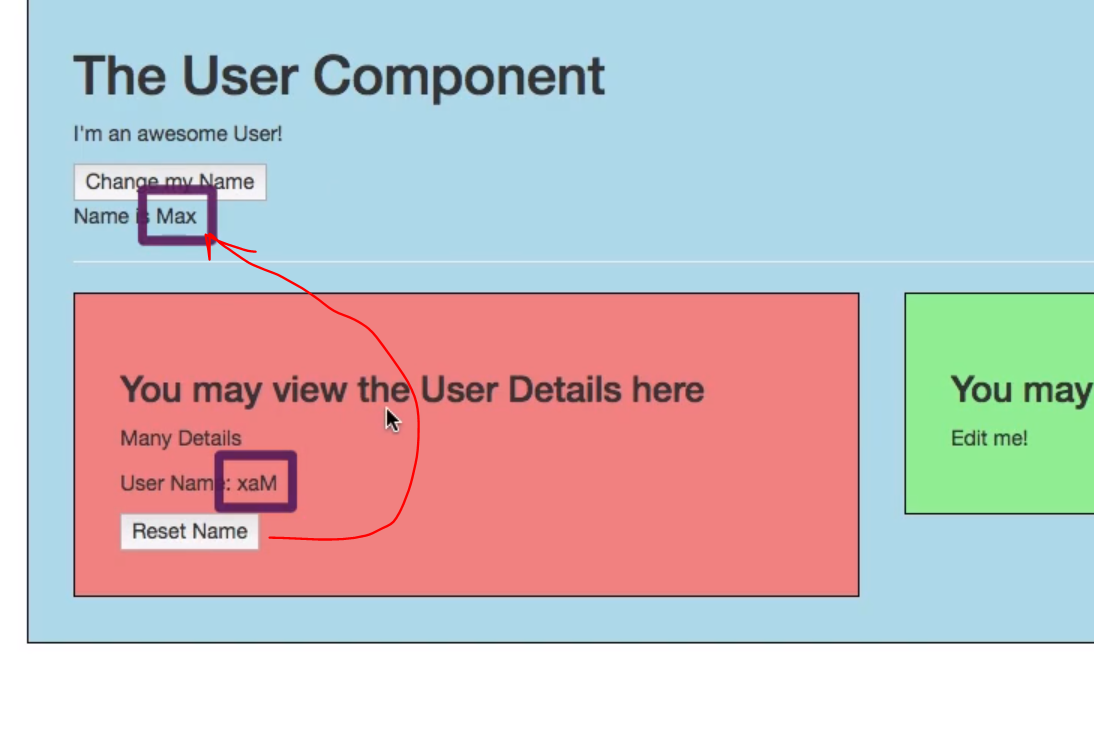 The User Component
I'm an awesome User!
Change my Name
Name is Max
You may view the User Details here
Many Details
User Name: xaM
Reset Name
You may
Edit me!